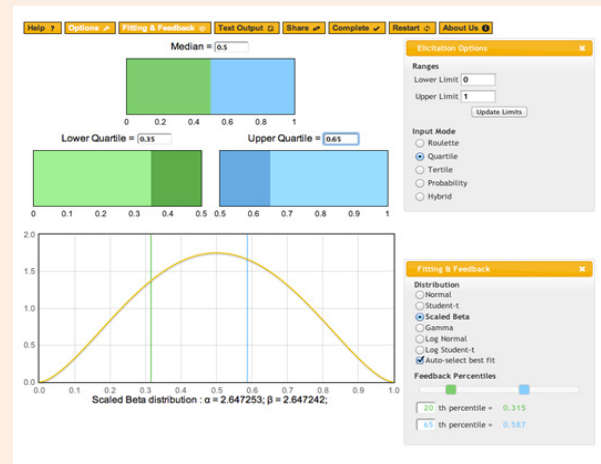 Help ? Options Fitting & Feedback Text Output Share Complete Restart About Us
Median = 0.5
0 0.2 0.4 0.6 0.8 1
Lower Quartile = 0.35 Upper Quartile = 0.65
0 0.1 0.2 0.3 0.4 0.5 0.5 0.6 0.7 0.8 0.9 1
2.0
1.5
1.0
0.5
0.0
0.0 0.1 0.2 0.3 0.4 0.5 0.6 0.7 0.8 0.9 1.0
Scaled Beta distribution : α = 2.647253; β = 2.647242;
Elicitation Options
Ranges
Lower Limit 0
Upper Limit 1
Update Limits
Input Mode
Roulette
Quartile
Tertile
Probability
Hybrid
Fitting & Feedback
Distribution
Normal
Student-t
Scaled Beta
Gamma
Log Normal
Log Student-t
Auto-select best fit
Feedback Percentiles
20 th percentile = 0.315
65 th percentile = 0.587